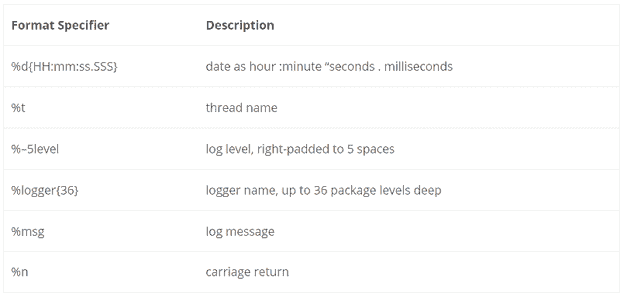 Format Specifier Description
%d{HH:mm:ss.SSS} date as hour :minute “seconds . milliseconds
%t thread name
%–5level log level, right-padded to 5 spaces
%logger{36} logger name, up to 36 package levels deep
%msg log message
%n carriage return